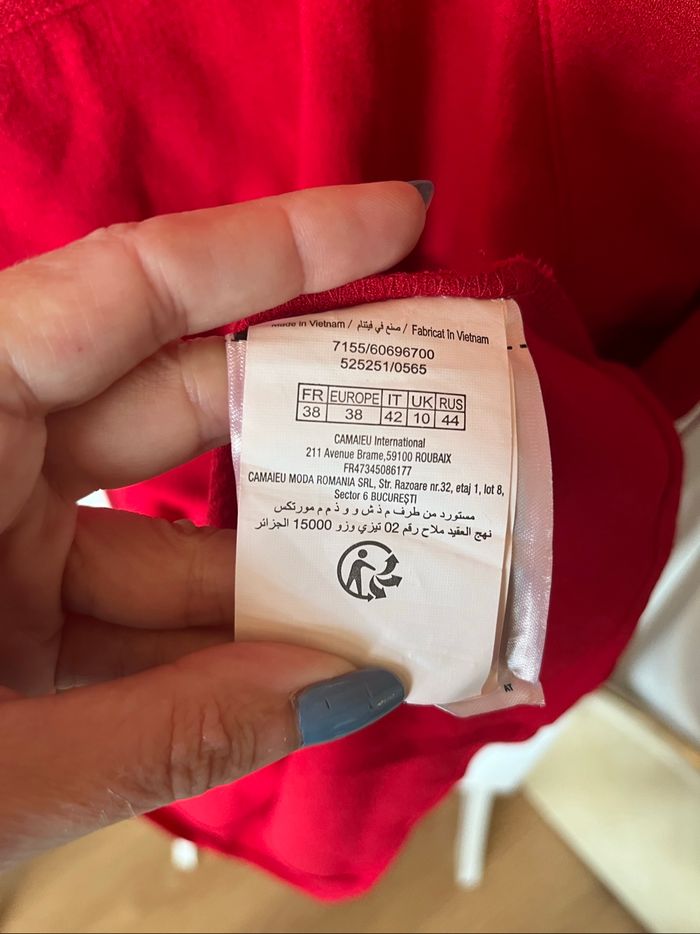 Made in Vietnam / صنع في فيتنام / Fabricat în Vietnam
7155/60696700
525251/0565
FR EUROPE IT UK RUS
38 38 42 10 44
CAMAIEU International
211 Avenue Brame,59100 ROUBAIX
FR47345086177
CAMAIEU MODA ROMANIA SRL, Str. Razoare nr.32, etaj 1, lot 8,
Sector 6 BUCUREŞTI
مستورد من طرف م ذ ش و و ذ م م مورتكس
نهج العقيد ملاح رقم 02 تيزي وزو 15000 الجزائر
AT